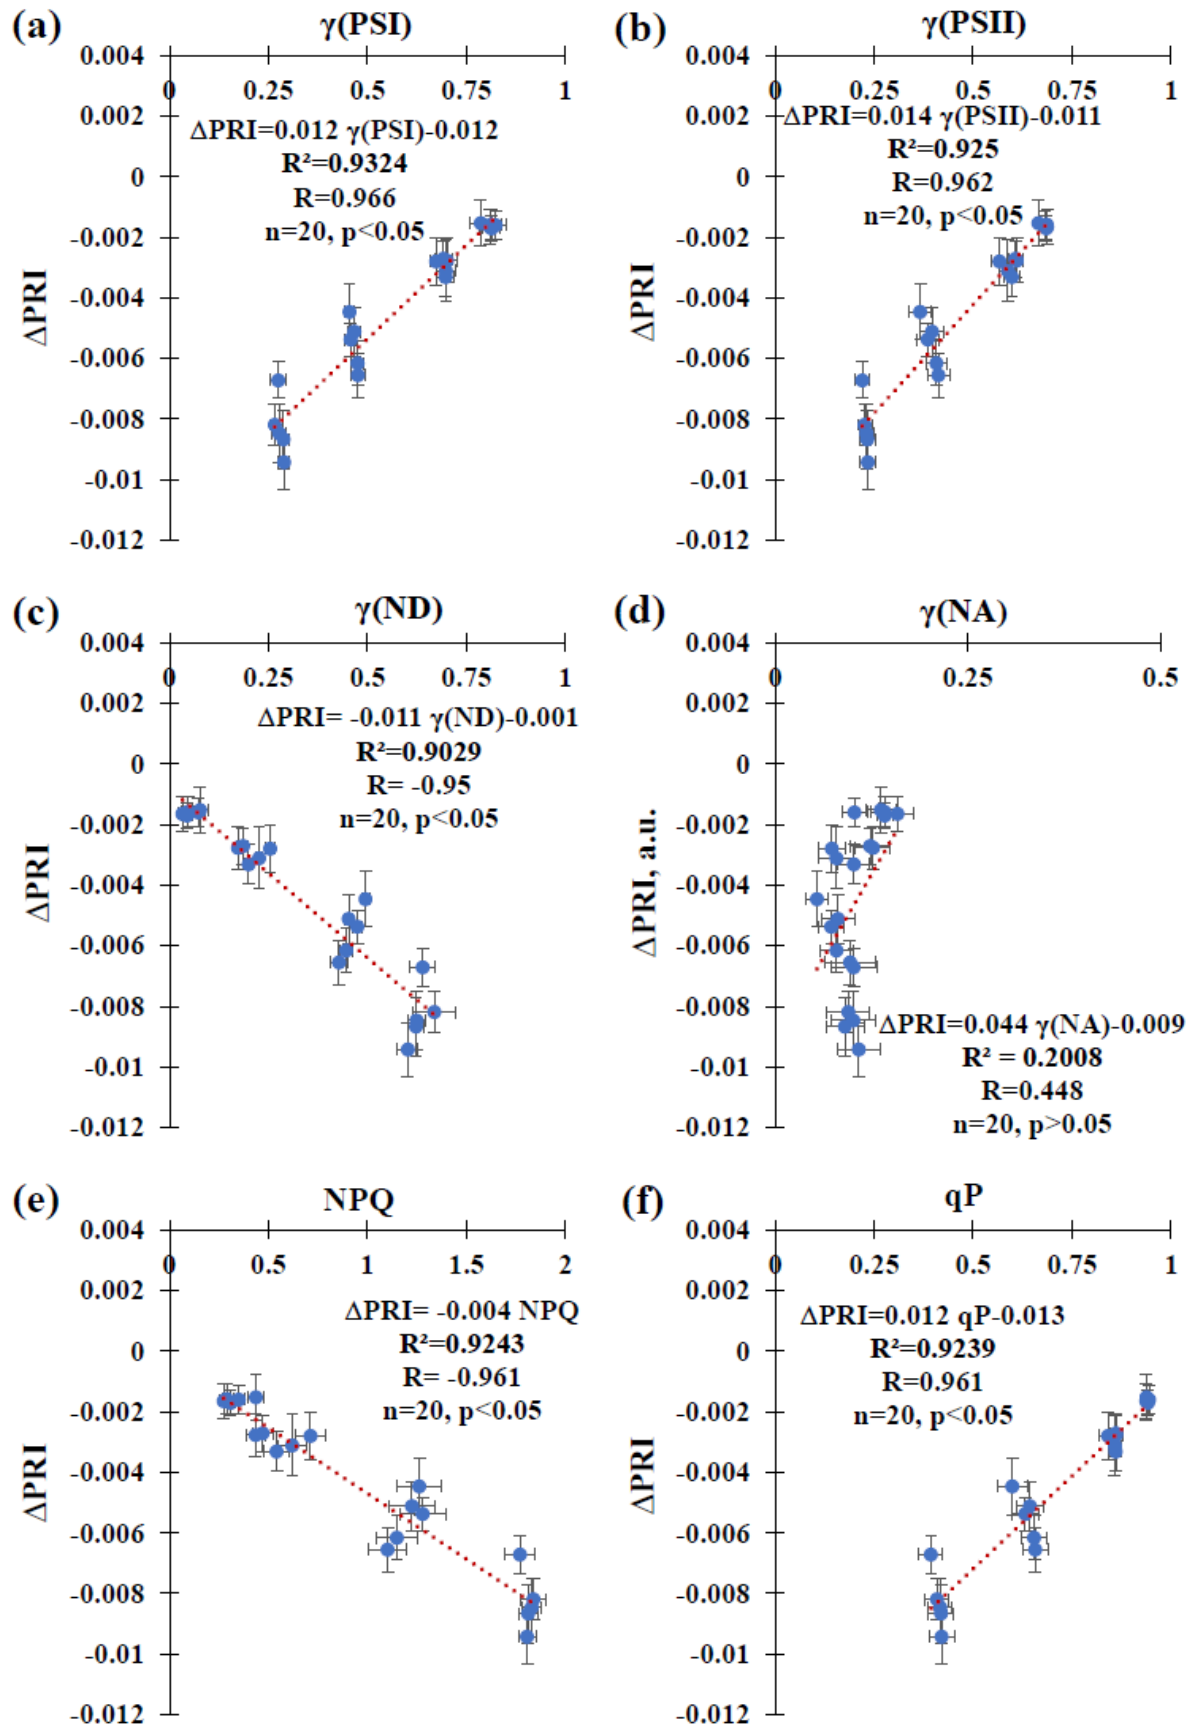 (a)
γ(PSI)
0.004
0 0.25 0.5 0.75 1
0.002
ΔPRI=0.012 γ(PSI)-0.012
R²=0.9324
0
R=0.966
n=20, p<0.05
-0.002
ΔPRI
-0.004
-0.006
-0.008
-0.01
-0.012
(b)
γ(PSII)
0.004
0 0.25 0.5 0.75 1
0.002
ΔPRI=0.014 γ(PSII)-0.011
R²=0.925
0
R=0.962
n=20, p<0.05
-0.002
ΔPRI
-0.004
-0.006
-0.008
-0.01
-0.012
(c)
γ(ND)
0.004
0 0.25 0.5 0.75 1
0.002
ΔPRI= -0.011 γ(ND)-0.001
R²=0.9029
0
R= -0.95
n=20, p<0.05
-0.002
ΔPRI
-0.004
-0.006
-0.008
-0.01
-0.012
(d)
γ(NA)
0.004
0 0.25 0.5
0.002
0
-0.002
ΔPRI, a.u.
-0.004
-0.006
-0.008
ΔPRI=0.044 γ(NA)-0.009
R² = 0.2008
-0.01
R=0.448
n=20, p>0.05
-0.012
(e)
NPQ
0.004
0 0.5 1 1.5 2
0.002
ΔPRI= -0.004 NPQ
R²=0.9243
0
R= -0.961
n=20, p<0.05
-0.002
ΔPRI
-0.004
-0.006
-0.008
-0.01
-0.012
(f)
qP
0.004
0 0.25 0.5 0.75 1
0.002
ΔPRI=0.012 qP-0.013
R²=0.9239
0
R=0.961
n=20, p<0.05
-0.002
ΔPRI
-0.004
-0.006
-0.008
-0.01
-0.012